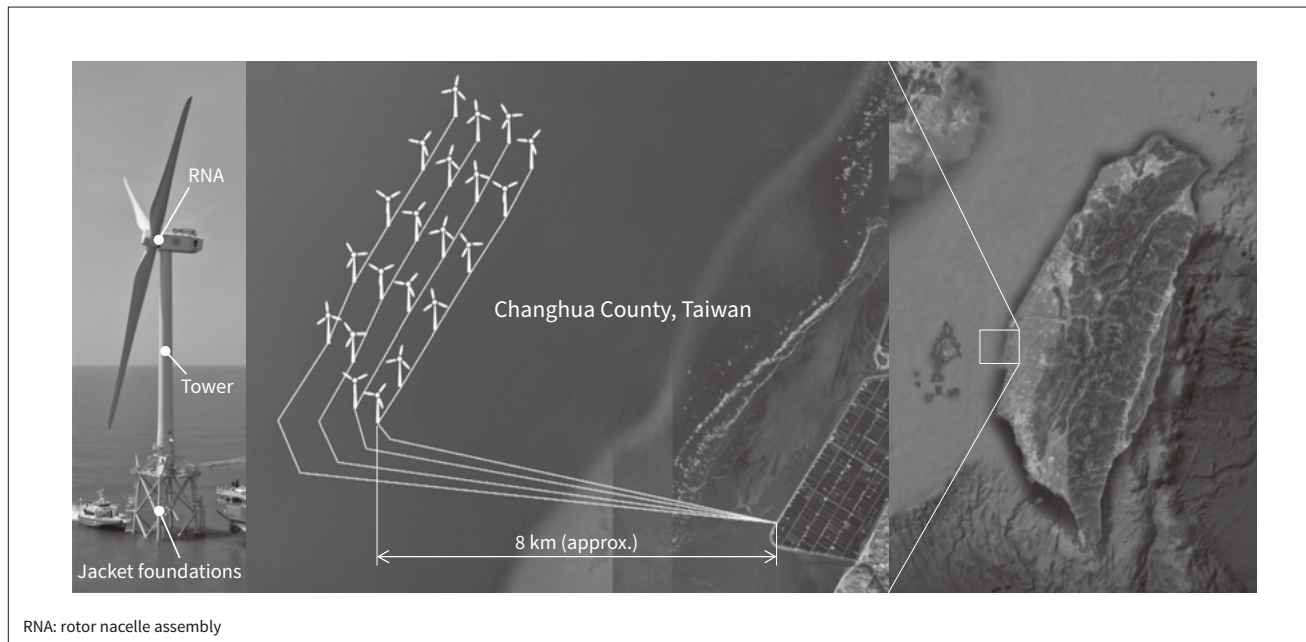 RNA
Tower
Jacket foundations
Changhua County, Taiwan
8 km (approx.)
RNA: rotor nacelle assembly